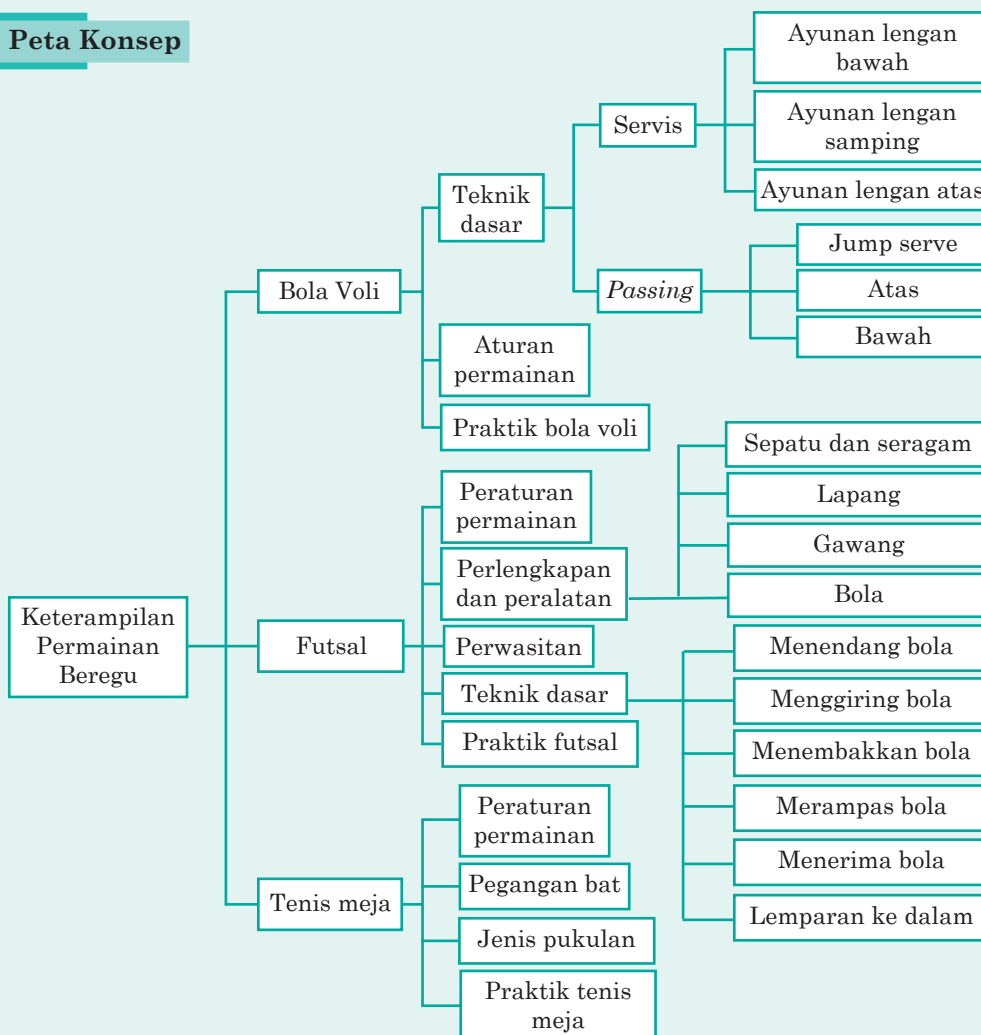 Peta Konsep
Keterampilan
Permainan
Beregu
Bola Voli
Teknik
dasar
Servis
Ayunan lengan
bawah
Ayunan lengan
samping
Ayunan lengan atas
Passing
Jump serve
Atas
Bawah
Aturan
permainan
Praktik bola voli
Futsal
Peraturan
permainan
Perlengkapan
dan peralatan
Sepatu dan seragam
Lapang
Gawang
Bola
Perwasitan
Teknik dasar
Menendang bola
Menggiring bola
Menembakkan bola
Merampas bola
Menerima bola
Lemparan ke dalam
Praktik futsal
Tenis meja
Peraturan
permainan
Pegangan bat
Jenis pukulan
Praktik tenis
meja